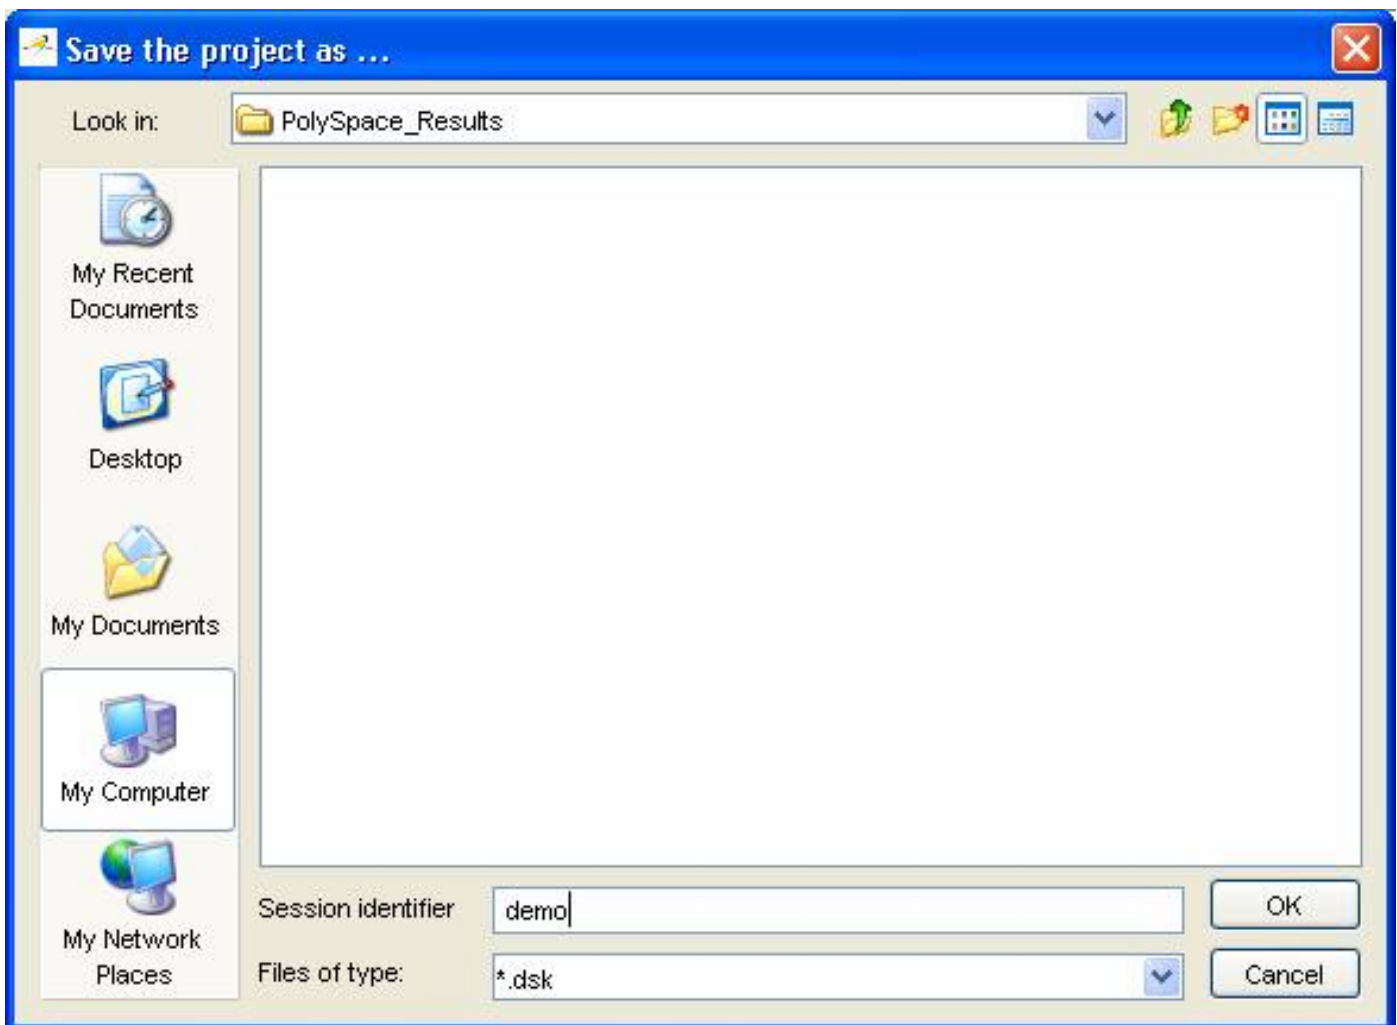 Save the project as ...
Look in:
PolySpace_Results
My Recent
Documents
Desktop
My Documents
My Computer
My Network
Places
Session identifier
demo
OK
Files of type:
*.dsk
Cancel